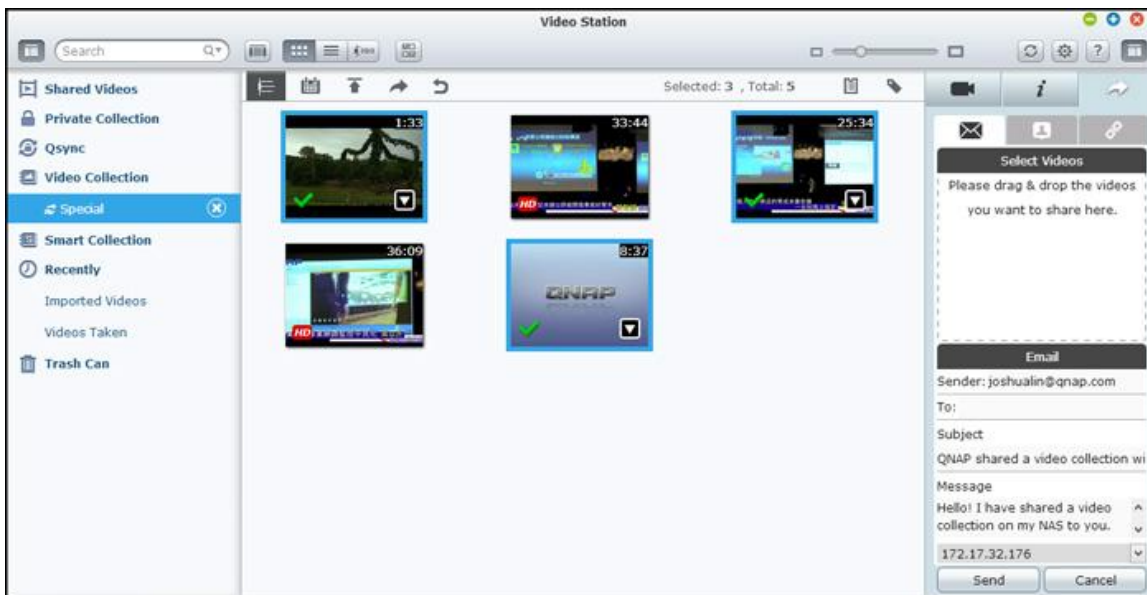 Video Station
Search
Selected: 3 , Total: 5
Shared Videos
Private Collection
Qsync
Video Collection
Special
Smart Collection
Recently
Imported Videos
Videos Taken
Trash Can
1:33
33:44
HD
25:34
36:09
HD
8:37
QNAP
Select Videos
Please drag & drop the videos
you want to share here.
Email
Sender: joshualin@qnap.com
To:
Subject
QNAP shared a video collection wi
Message
Hello! I have shared a video
collection on my NAS to you.
172.17.32.176
Send
Cancel